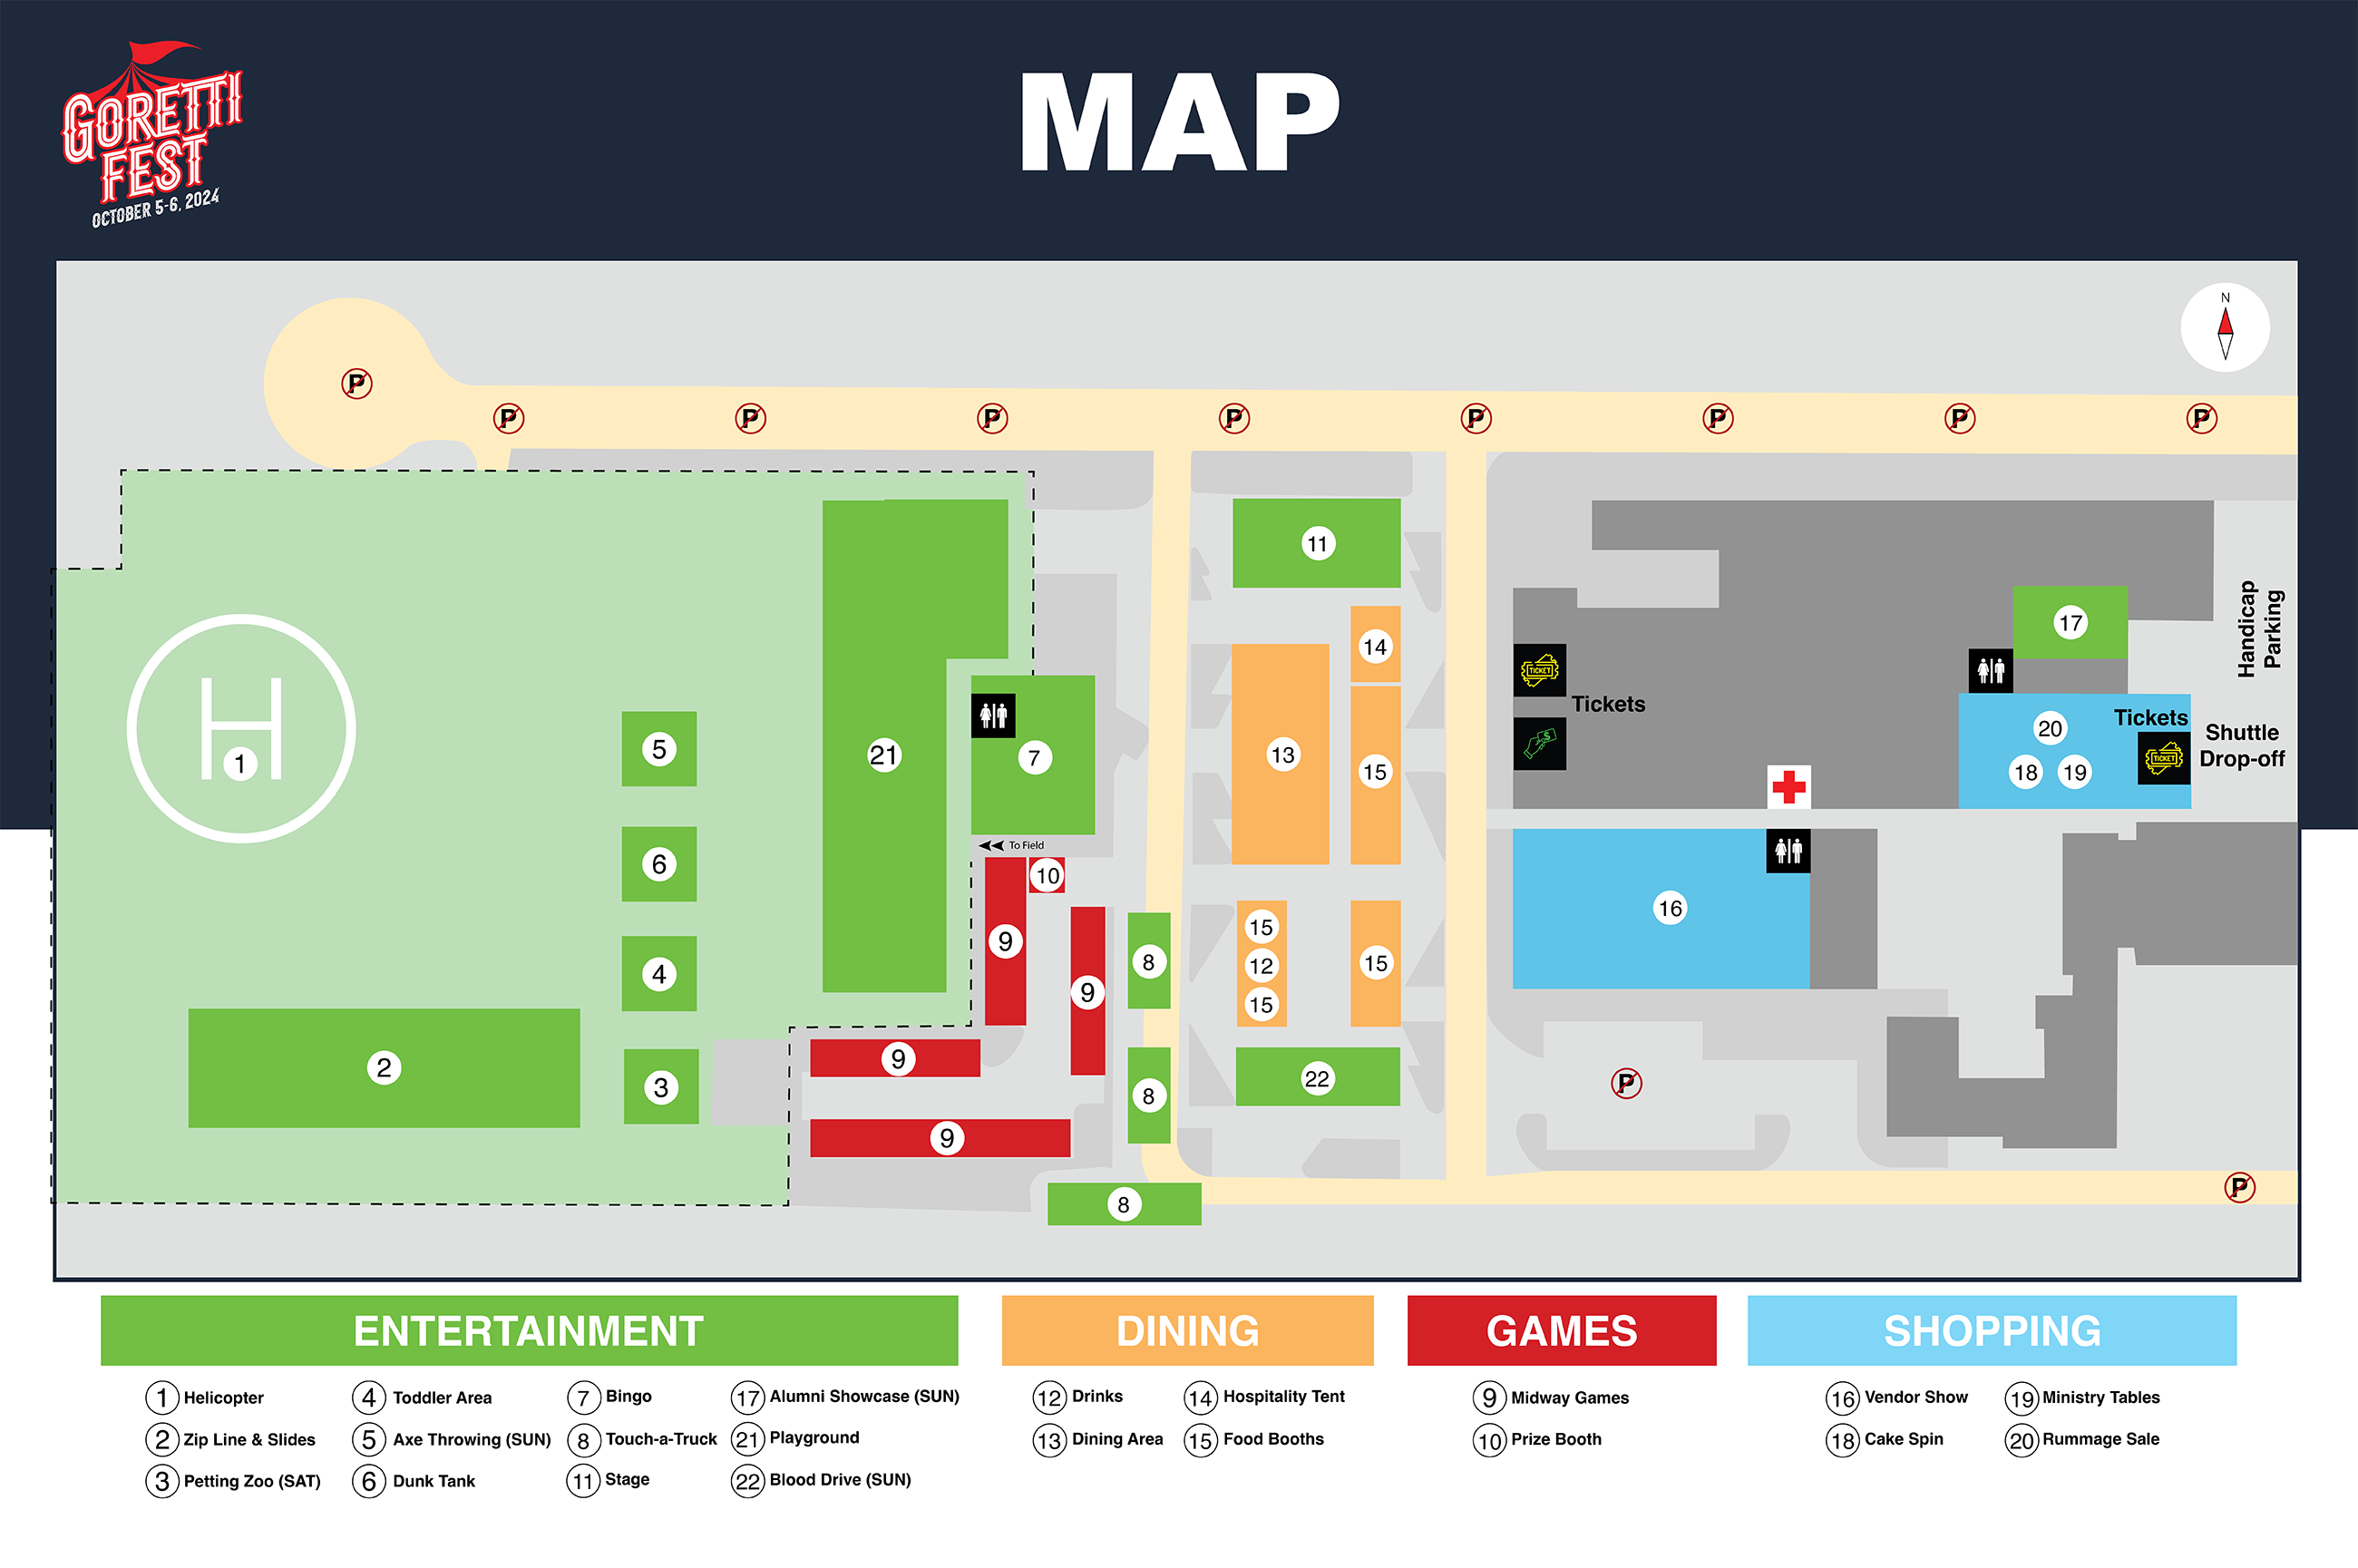 GORETTI
FEST
OCTOBER 5-6, 2024
MAP
N
P
P
P
P
P
P
P
P
P
H
1
5
6
4
3
2
21
7
To Field
10
9
9
9
9
8
8
8
11
14
13
15
15
12
15
15
22
TICKET
Tickets
$
17
Handicap
Parking
20
18
19
Tickets
TICKET
Shuttle
Drop-off
16
P
P
ENTERTAINMENT
1 Helicopter
2 Zip Line & Slides
3 Petting Zoo (SAT)
4 Toddler Area
5 Axe Throwing (SUN)
6 Dunk Tank
7 Bingo
8 Touch-a-Truck
11 Stage
17 Alumni Showcase (SUN)
21 Playground
22 Blood Drive (SUN)
DINING
12 Drinks
13 Dining Area
14 Hospitality Tent
15 Food Booths
GAMES
9 Midway Games
10 Prize Booth
SHOPPING
16 Vendor Show
18 Cake Spin
19 Ministry Tables
20 Rummage Sale